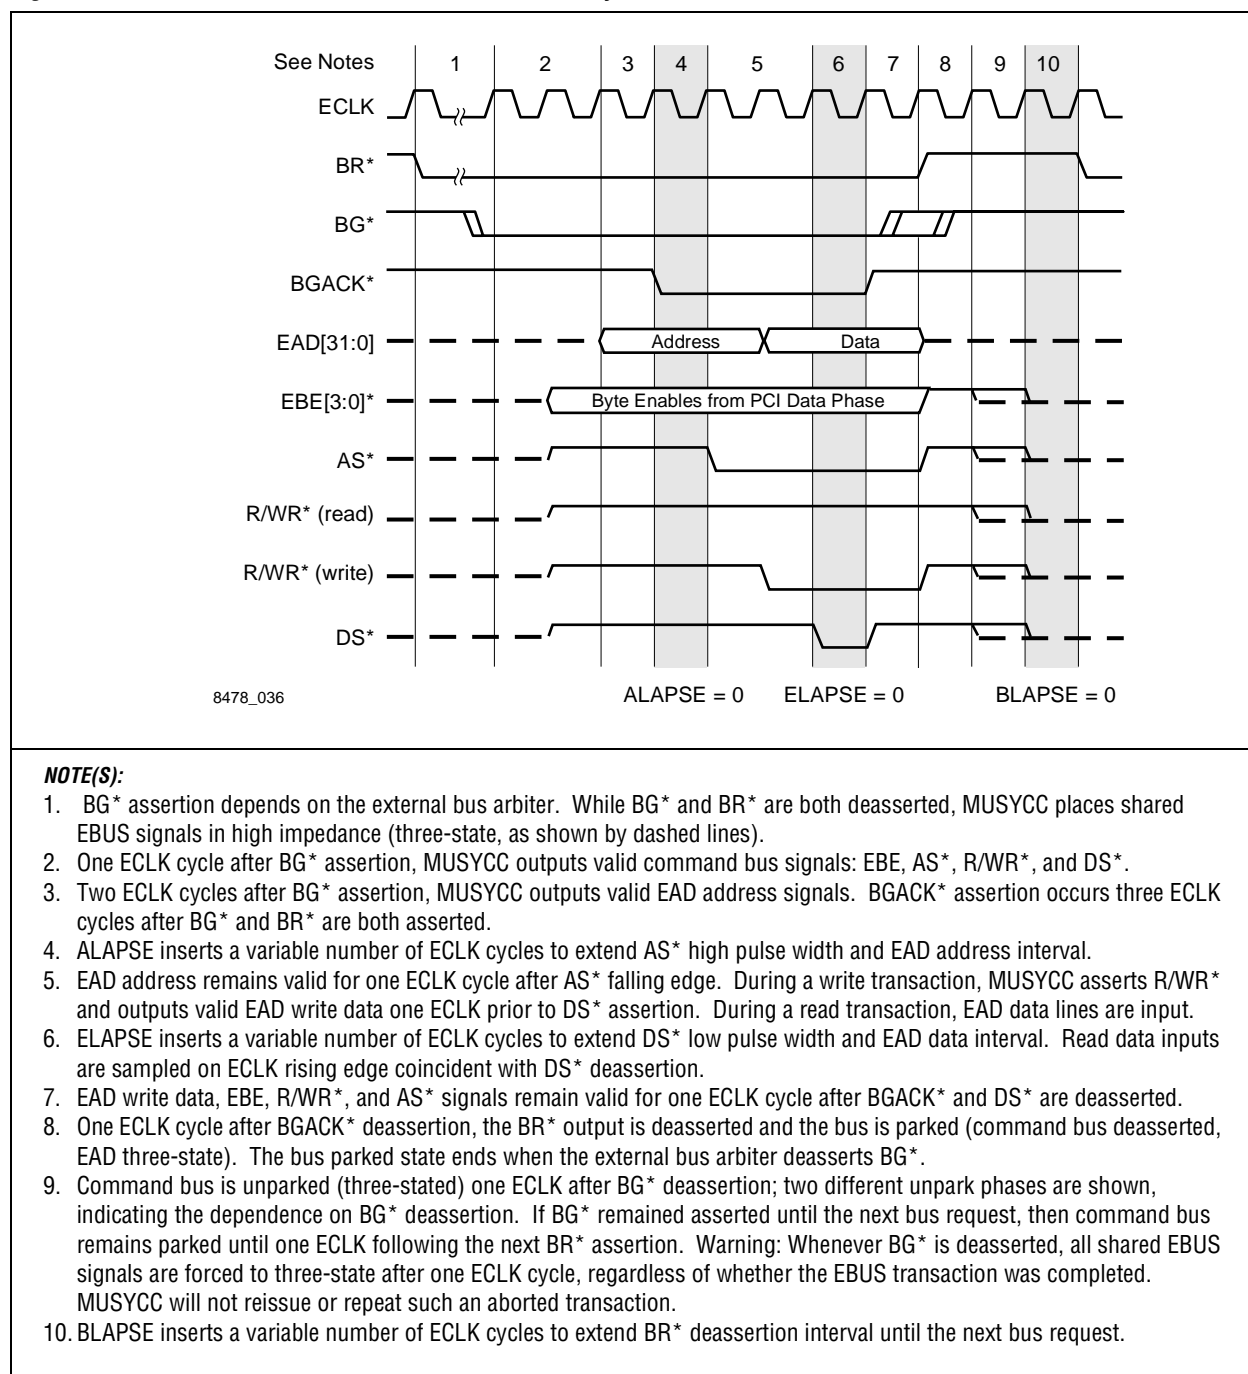 See Notes 1 2 3 4 5 6 7 8 9 10
ECLK
BR*
BG*
BGACK*
EAD[31:0] Address Data
EBE[3:0]* Byte Enables from PCI Data Phase
AS*
R/WR* (read)
R/WR* (write)
DS*
8478_036 ALAPSE = 0 ELAPSE = 0 BLAPSE = 0
NOTE(S):
1. BG* assertion depends on the external bus arbiter. While BG* and BR* are both deasserted, MUSYCC places shared
EBUS signals in high impedance (three-state, as shown by dashed lines).
2. One ECLK cycle after BG* assertion, MUSYCC outputs valid command bus signals: EBE, AS*, R/WR*, and DS*.
3. Two ECLK cycles after BG* assertion, MUSYCC outputs valid EAD address signals. BGACK* assertion occurs three ECLK
cycles after BG* and BR* are both asserted.
4. ALAPSE inserts a variable number of ECLK cycles to extend AS* high pulse width and EAD address interval.
5. EAD address remains valid for one ECLK cycle after AS* falling edge. During a write transaction, MUSYCC asserts R/WR*
and outputs valid EAD write data one ECLK prior to DS* assertion. During a read transaction, EAD data lines are input.
6. ELAPSE inserts a variable number of ECLK cycles to extend DS* low pulse width and EAD data interval. Read data inputs
are sampled on ECLK rising edge coincident with DS* deassertion.
7. EAD write data, EBE, R/WR*, and AS* signals remain valid for one ECLK cycle after BGACK* and DS* are deasserted.
8. One ECLK cycle after BGACK* deassertion, the BR* output is deasserted and the bus is parked (command bus deasserted,
EAD three-state). The bus parked state ends when the external bus arbiter deasserts BG*.
9. Command bus is unparked (three-stated) one ECLK after BG* deassertion; two different unpark phases are shown,
indicating the dependence on BG* deassertion. If BG* remained asserted until the next bus request, then command bus
remains parked until one ECLK following the next BR* assertion. Warning: Whenever BG* is deasserted, all shared EBUS
signals are forced to three-state after one ECLK cycle, regardless of whether the EBUS transaction was completed.
MUSYCC will not reissue or repeat such an aborted transaction.
10. BLAPSE inserts a variable number of ECLK cycles to extend BR* deassertion interval until the next bus request.